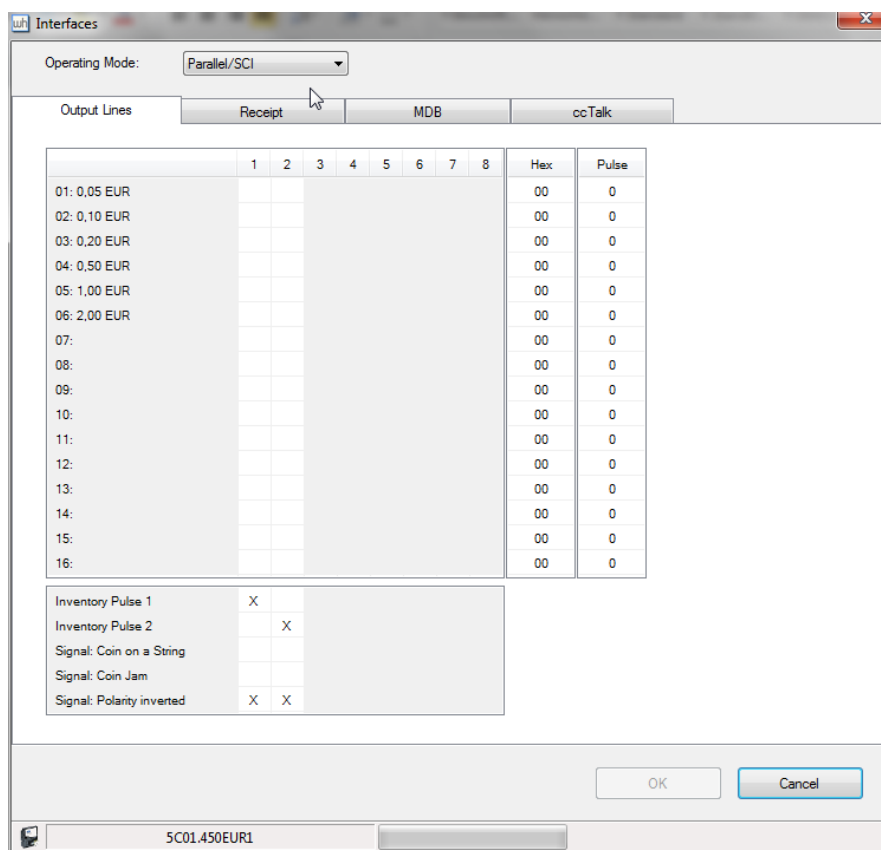 wh Interfaces
Operating Mode: Parallel/SCI
Output Lines Receipt MDB ccTalk
1 2 3 4 5 6 7 8 Hex Pulse
01: 0,05 EUR 00 0
02: 0,10 EUR 00 0
03: 0,20 EUR 00 0
04: 0,50 EUR 00 0
05: 1,00 EUR 00 0
06: 2,00 EUR 00 0
07: 00 0
08: 00 0
09: 00 0
10: 00 0
11: 00 0
12: 00 0
13: 00 0
14: 00 0
15: 00 0
16: 00 0
Inventory Pulse 1 X
Inventory Pulse 2 X
Signal: Coin on a String
Signal: Coin Jam
Signal: Polarity inverted X X
OK Cancel
5C01.450EUR1